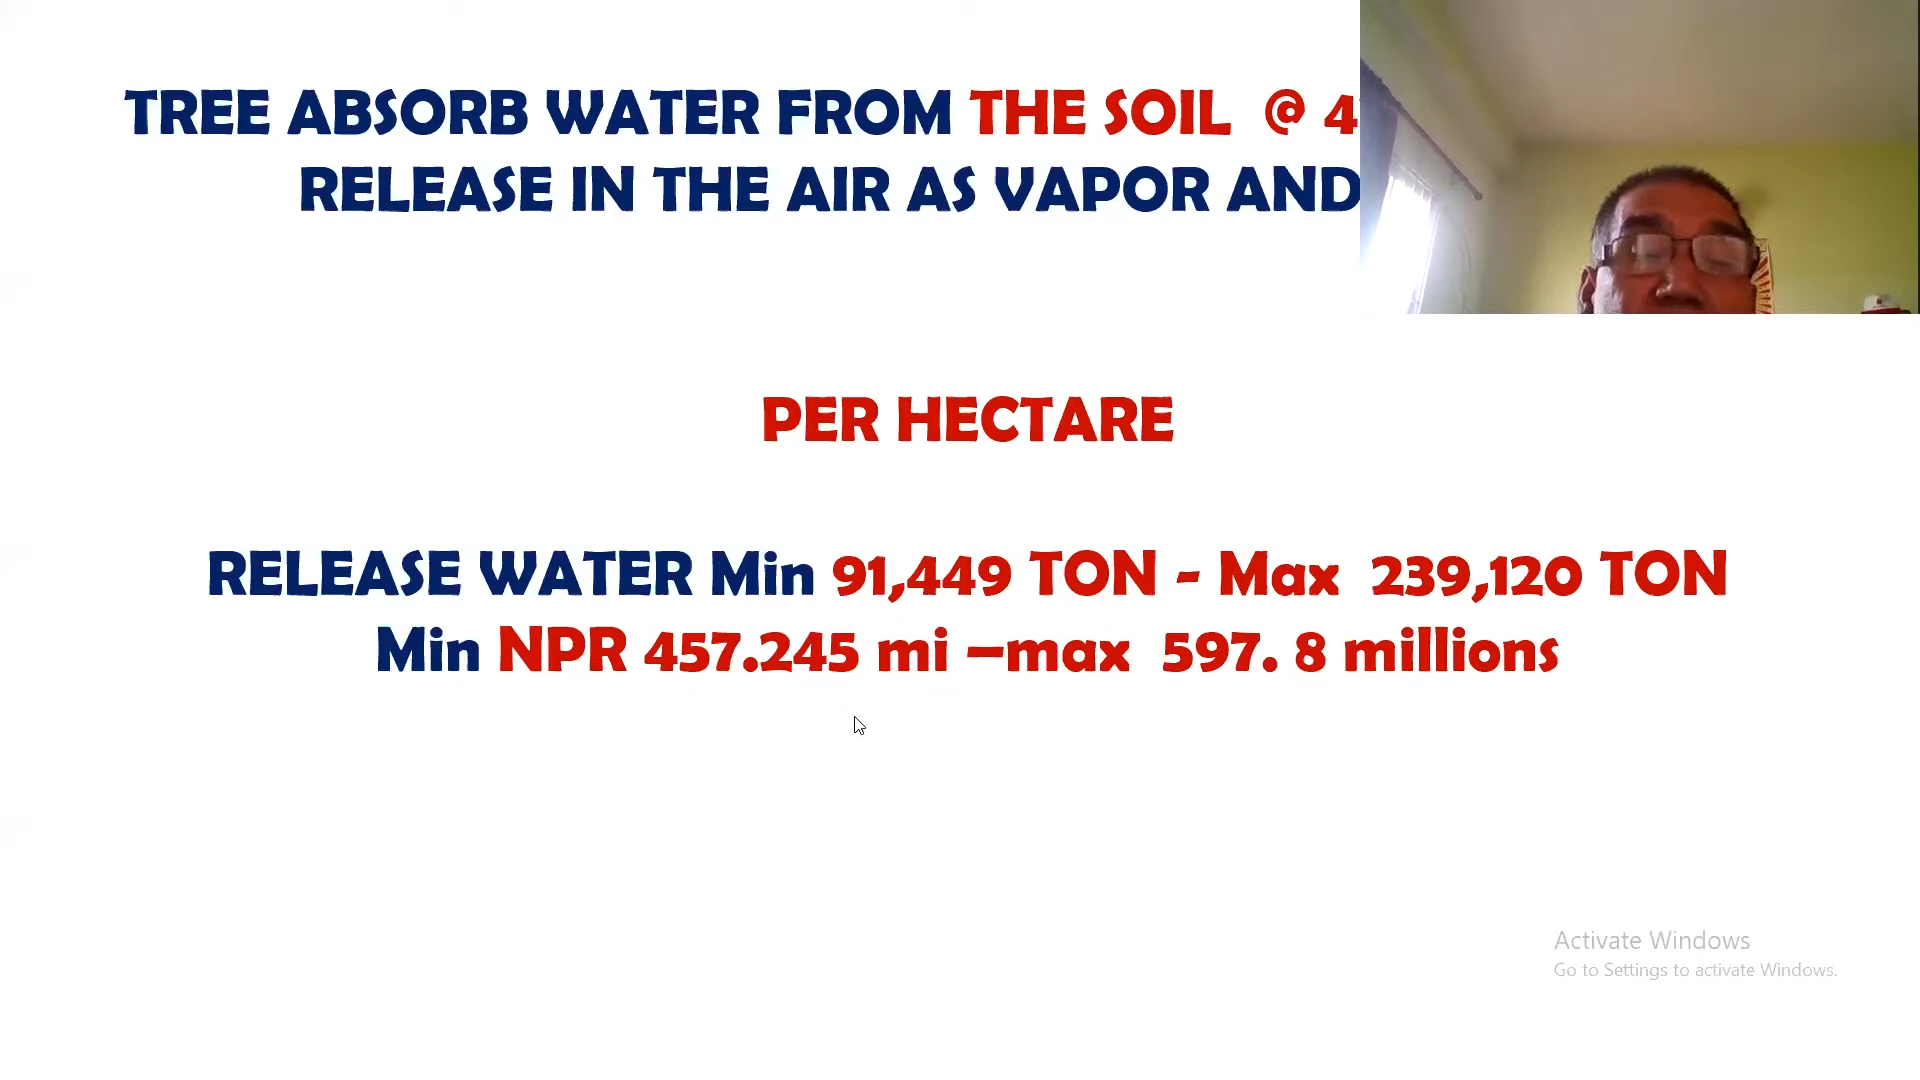 TREE ABSORB WATER FROM THE SOIL @ 4
RELEASE IN THE AIR AS VAPOR AND
PER HECTARE
RELEASE WATER Min 91,449 TON - Max 239,120 TON
Min NPR 457.245 mi –max 597. 8 millions
Activate Windows
Go to Settings to activate Windows.